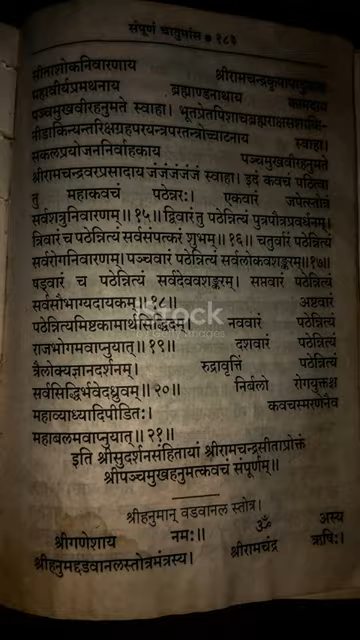 संपूर्ण चातुर्मास १८३
सीताशोकनिवारणाय श्रीरामचन्द्रकृपापादुकाय
महावीर्यप्रमथनाय ब्रह्माण्डनाथाय कामदाय
पञ्चमुखवीरहनुमते स्वाहा। भूतप्रेतपिशाचब्रह्मराक्षसशाकि-
नीडाकिन्यन्तरिक्षग्रहपरयन्त्रपरतन्त्रोच्चाटनाय स्वाहा।
सकलप्रयोजननिर्वाहकाय पञ्चमुखवीरहनुमते
श्रीरामचन्द्रवरप्रसादाय जंजंजंजंजंजं स्वाहा। इदं कवचं पठित्वा
तु महाकवचं पठेन्नरः। एकवारं जपेत्स्तोत्रं
सर्वशत्रुनिवारणम्॥१५॥ द्विवारं तु पठेन्नित्यं पुत्रपौत्रप्रवर्धनम्।
त्रिवारं च पठेन्नित्यं सर्वसंपत्करं शुभम्॥१६॥ चतुर्वारं पठेन्नित्यं
सर्वरोगनिवारणम्। पञ्चवारं पठेन्नित्यं सर्वलोकवशङ्करम्॥१७॥
षड्वारं च पठेन्नित्यं सर्वदेववशङ्करम्। सप्तवारं पठेन्नित्यं
सर्वसौभाग्यदायकम्॥१८॥ अष्टवारं
पठेन्नित्यमिष्टकामार्थसिद्धिदम्। नववारं पठेन्नित्यं
राजभोगमवाप्नुयात्॥१९॥ दशवारं पठेन्नित्यं
त्रैलोक्यज्ञानदर्शनम्। रुद्रावृत्तिं पठेन्नित्यं
सर्वसिद्धिर्भवेद्ध्रुवम्॥२०॥ निर्बलो रोगयुक्तश्च
महाव्याध्यादिपीडितः। कवचस्मरणेनैव
महाबलमवाप्नुयात्॥२१॥
इति श्रीसुदर्शनसंहितायां श्रीरामचन्द्रसीताप्रोक्तं
श्रीपञ्चमुखहनुमत्कवचं संपूर्णम्॥
श्रीहनुमान् वडवानल स्तोत्र।
श्रीगणेशाय नमः॥ ॐ अस्य
श्रीहनुमद्वडवानलस्तोत्रमंत्रस्य। श्रीरामचंद्र ऋषिः।
iStock